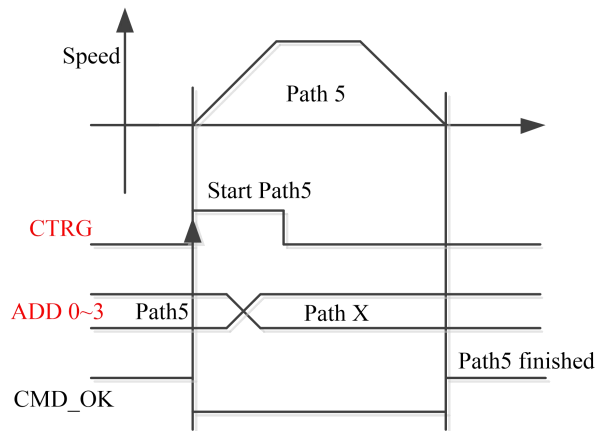 Speed
Path 5
Start Path5
CTRG
ADD 0~3
Path5
Path X
Path5 finished
CMD_OK